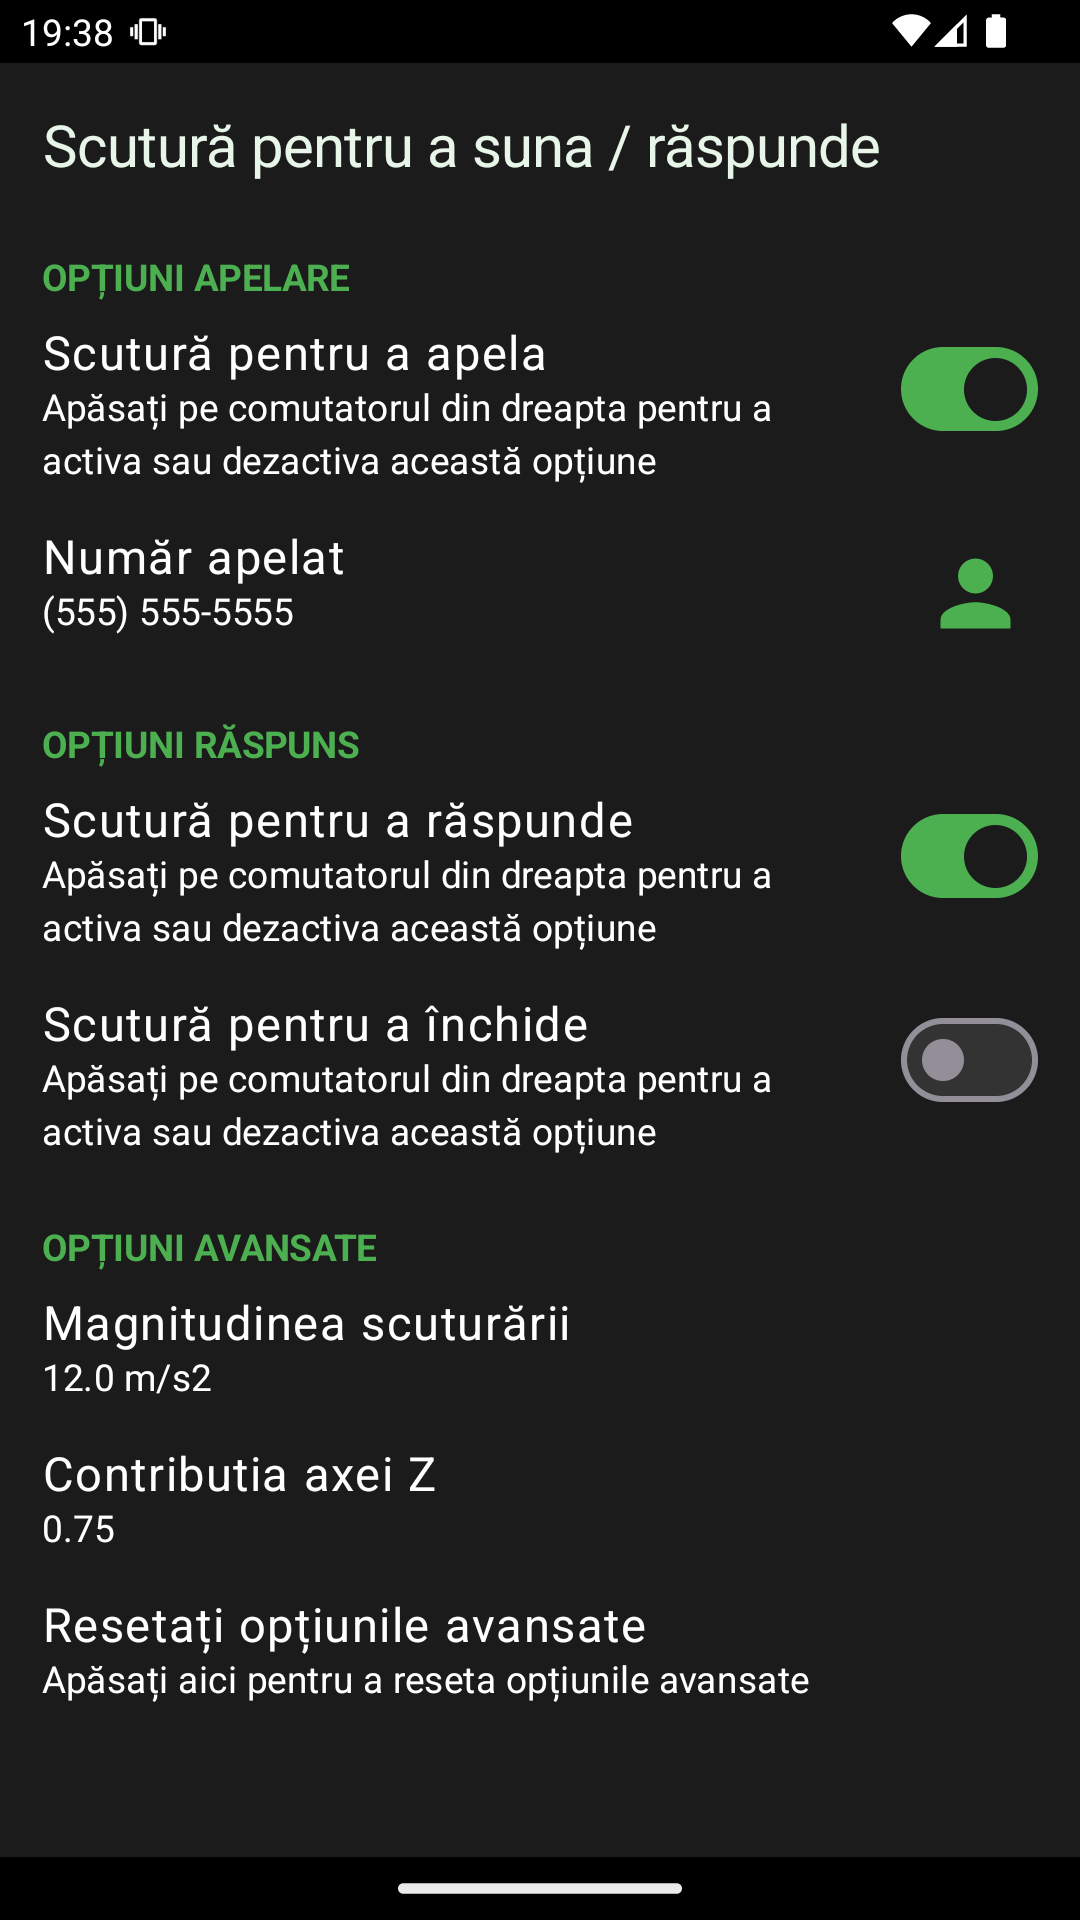 19:38
Scutură pentru a suna / răspunde
OPȚIUNI APELARE
Scutură pentru a apela
Apăsați pe comutatorul din dreapta pentru a
activa sau dezactiva această opțiune
Număr apelat
(555) 555-5555
OPȚIUNI RĂSPUNS
Scutură pentru a răspunde
Apăsați pe comutatorul din dreapta pentru a
activa sau dezactiva această opțiune
Scutură pentru a închide
Apăsați pe comutatorul din dreapta pentru a
activa sau dezactiva această opțiune
OPȚIUNI AVANSATE
Magnitudinea scuturării
12.0 m/s2
Contributia axei Z
0.75
Resetați opțiunile avansate
Apăsați aici pentru a reseta opțiunile avansate